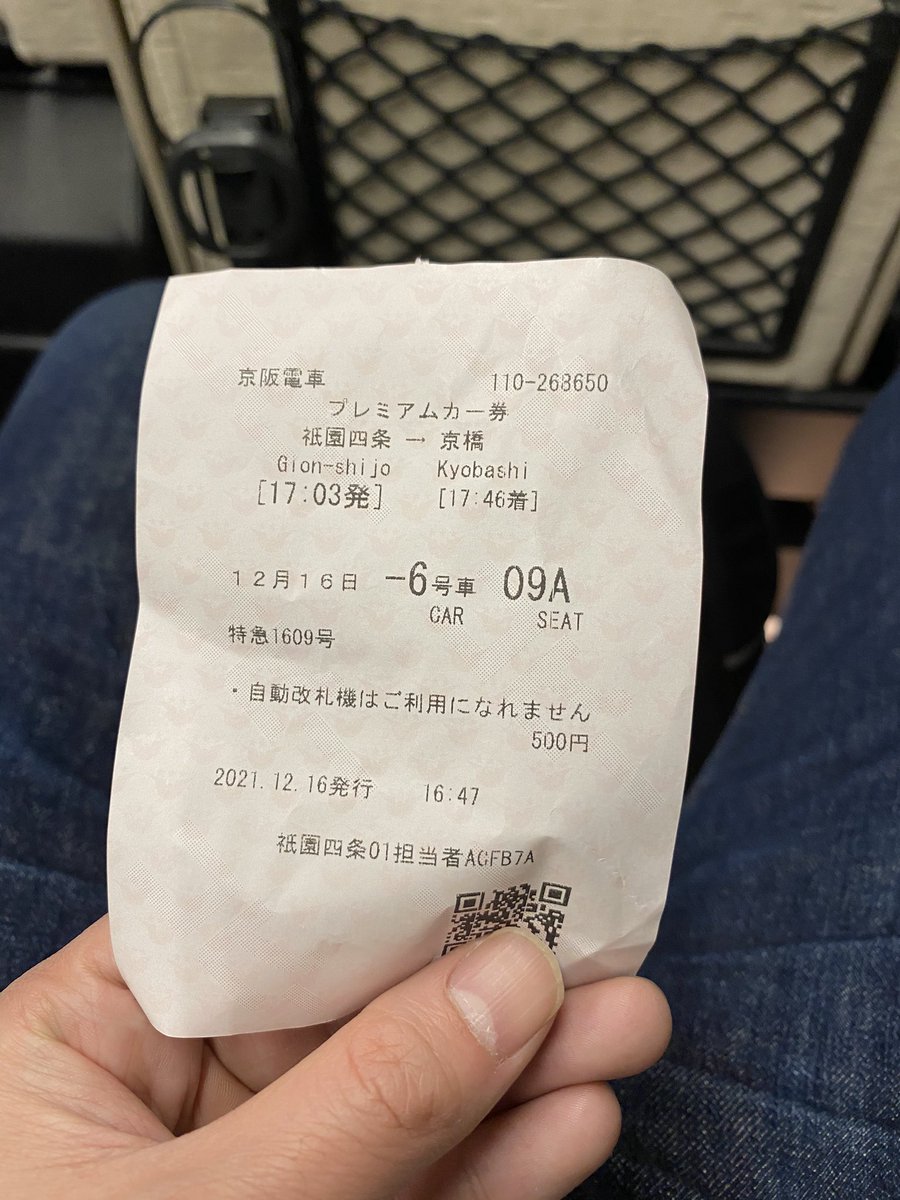 京阪電車 110-268650
プレミアムカー券
祇園四条 → 京橋
Gion-shijo Kyobashi
[17:03発] [17:46着]
12月16日 -6号車 09A
CAR SEAT
特急1609号
・自動改札機はご利用になれません
500円
2021.12.16発行 16:47
祇園四条01担当者ACFB7A